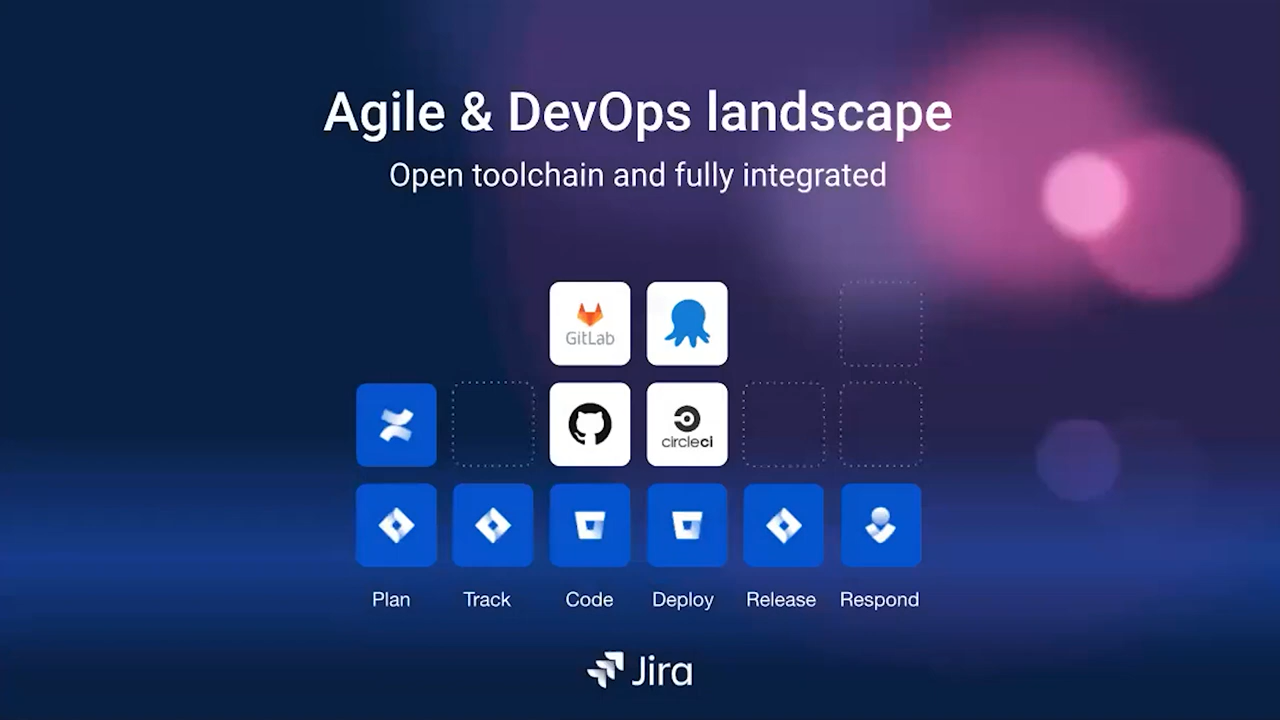 Agile & DevOps landscape
Open toolchain and fully integrated
GitLab
circleci
Plan
Track
Code
Deploy
Release
Respond
Jira